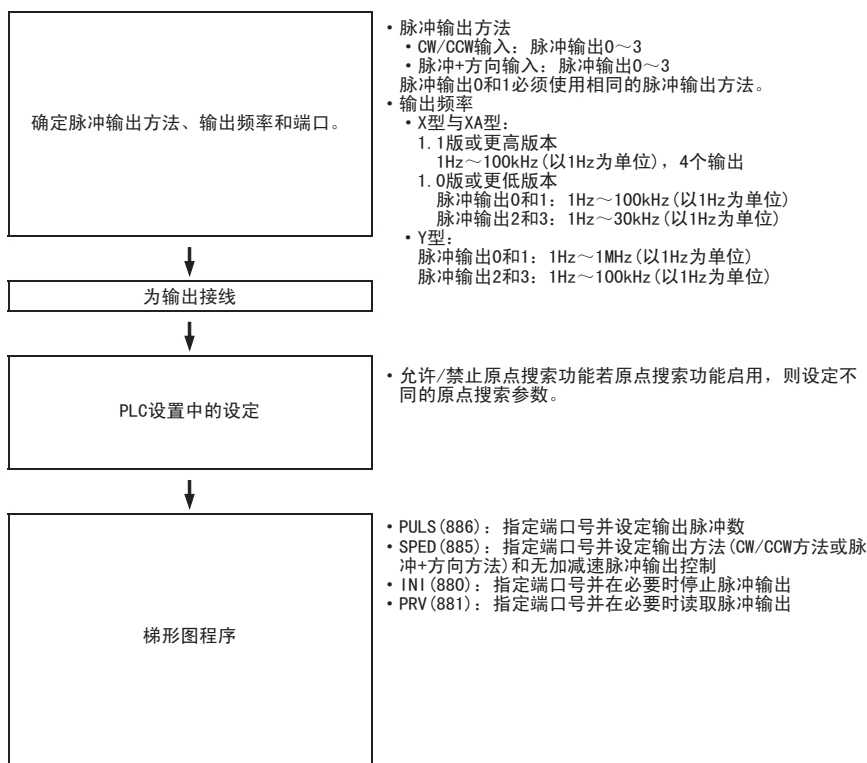 确定脉冲输出方法、输出频率和端口。
・脉冲输出方法
・CW/CCW输入：脉冲输出0～3
・脉冲+方向输入：脉冲输出0～3
脉冲输出0和1必须使用相同的脉冲输出方法。
・输出频率
・X型与XA型：
1.1版或更高版本
1Hz～100kHz(以1Hz为单位)，4个输出
1.0版或更低版本
脉冲输出0和1：1Hz～100kHz(以1Hz为单位)
脉冲输出2和3：1Hz～30kHz(以1Hz为单位)
・Y型：
脉冲输出0和1：1Hz～1MHz(以1Hz为单位)
脉冲输出2和3：1Hz～100kHz(以1Hz为单位)
为输出接线
PLC设置中的设定
・允许/禁止原点搜索功能若原点搜索功能启用，则设定不
同的原点搜索参数。
梯形图程序
・PULS(886)：指定端口号并设定输出脉冲数
・SPED(885)：指定端口号并设定输出方法(CW/CCW方法或脉
冲+方向方法)和无加减速脉冲输出控制
・INI(880)：指定端口号并在必要时停止脉冲输出
・PRV(881)：指定端口号并在必要时读取脉冲输出